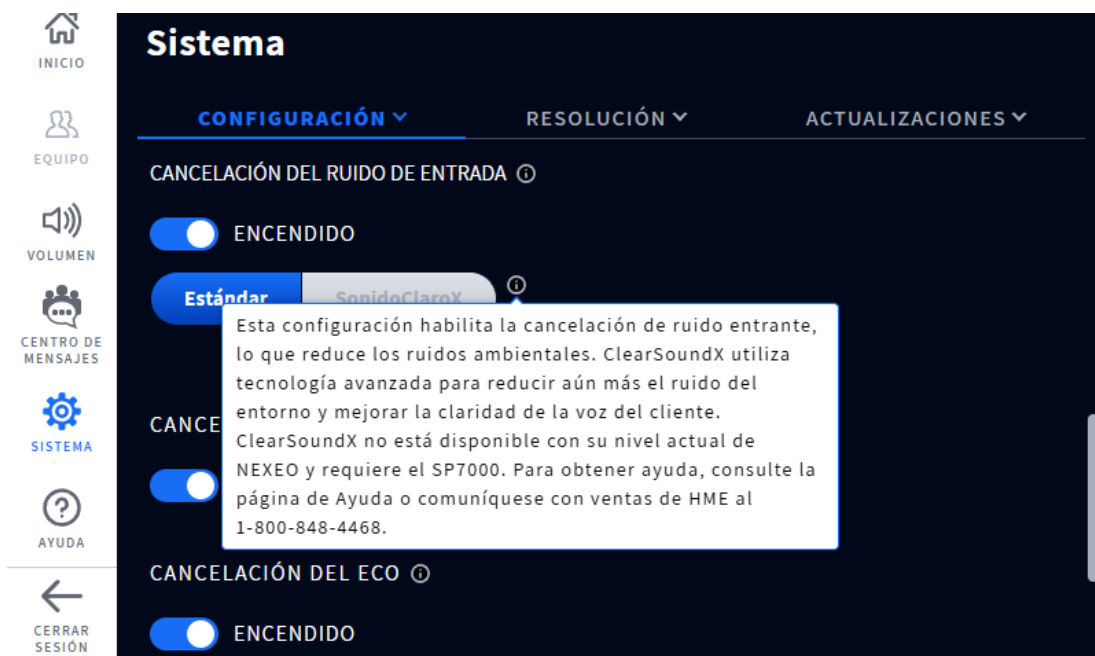 INICIO
EQUIPO
VOLUMEN
CENTRO DE
MENSAJES
SISTEMA
AYUDA
CERRAR
SESIÓN
Sistema
CONFIGURACIÓN
RESOLUCIÓN
ACTUALIZACIONES
CANCELACIÓN DEL RUIDO DE ENTRADA
ENCENDIDO
Estándar
SonidoClaroX
Esta configuración habilita la cancelación de ruido entrante,
lo que reduce los ruidos ambientales. ClearSoundX utiliza
tecnología avanzada para reducir aún más el ruido del
entorno y mejorar la claridad de la voz del cliente.
ClearSoundX no está disponible con su nivel actual de
NEXEO y requiere el SP7000. Para obtener ayuda, consulte la
página de Ayuda o comuníquese con ventas de HME al
1-800-848-4468.
CANCE
CANCELACIÓN DEL ECO
ENCENDIDO